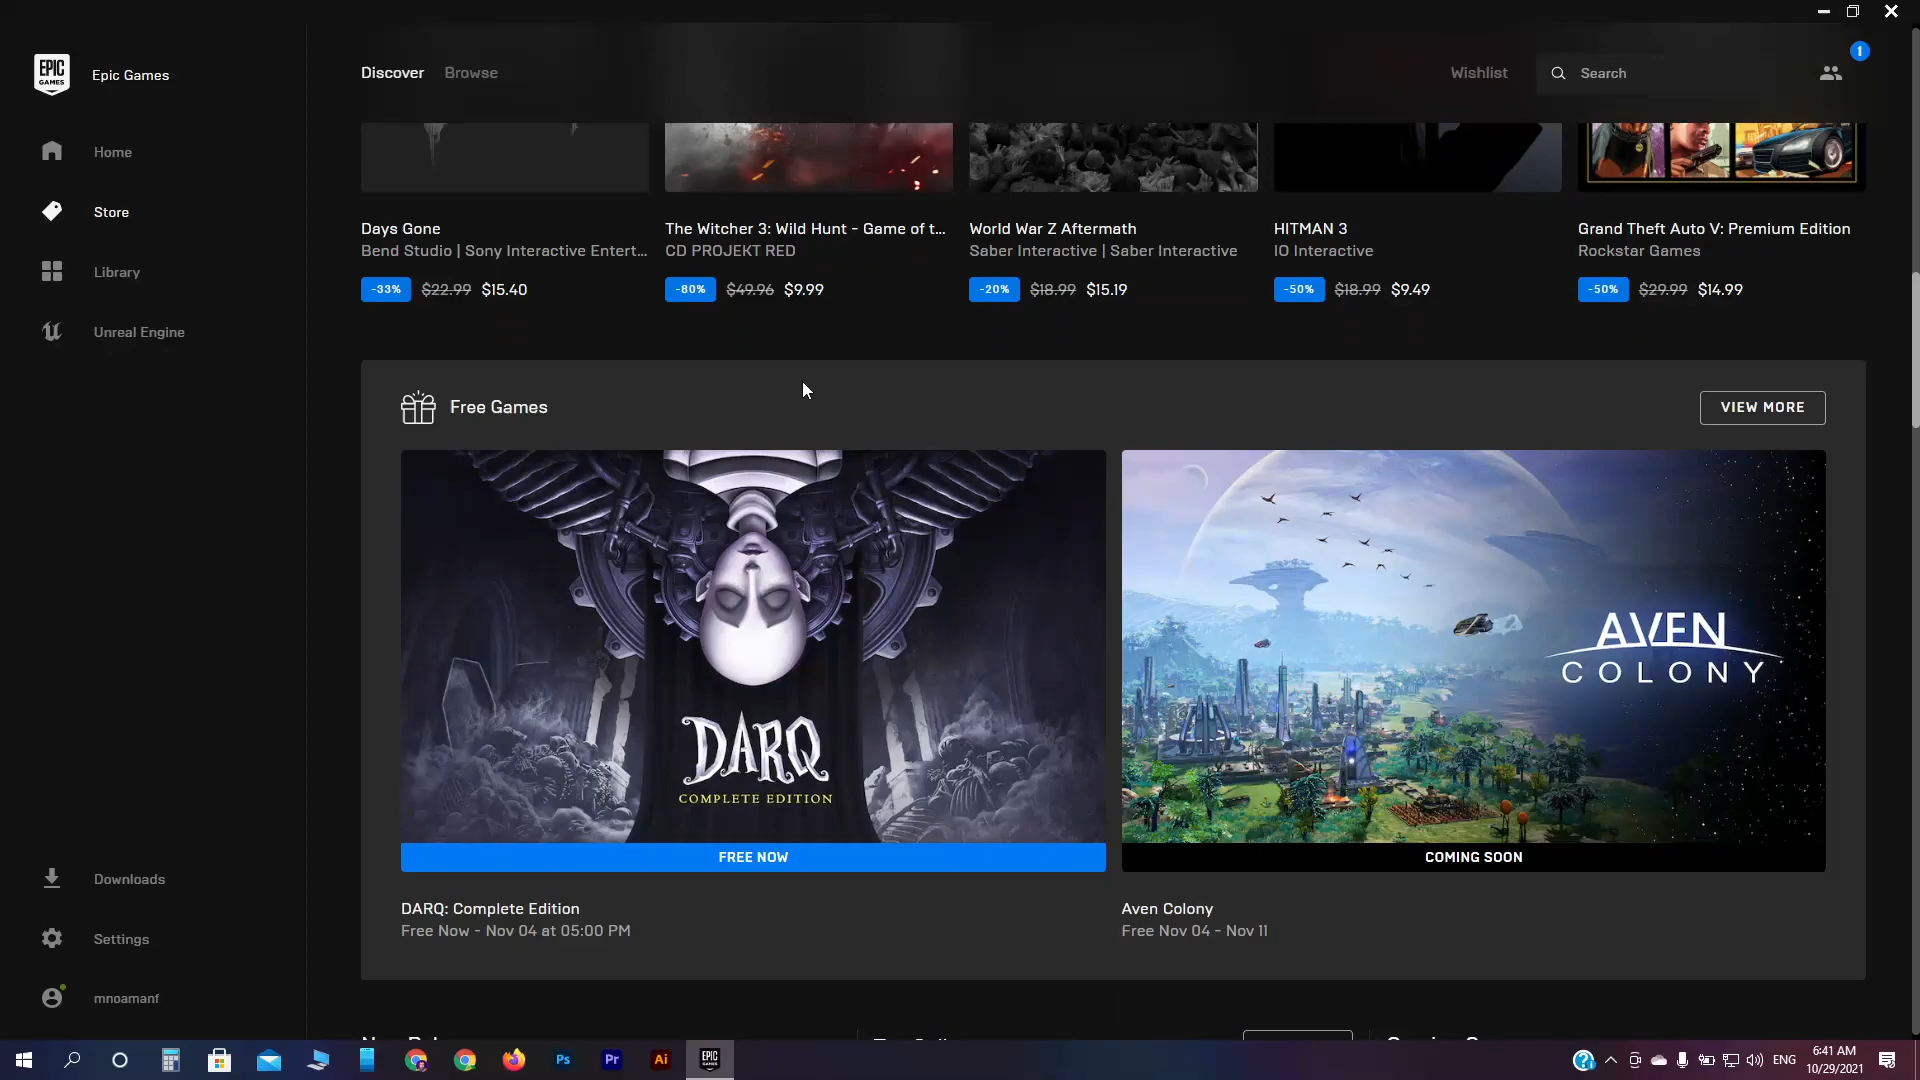 EPIC
GAMES
Epic Games
Discover
Browse
Wishlist
Search
1
Home
Store
Library
Unreal Engine
Days Gone
Bend Studio | Sony Interactive Entert...
-33% $22.99 $15.40
The Witcher 3: Wild Hunt - Game of t...
CD PROJEKT RED
-80% $49.96 $9.99
World War Z Aftermath
Saber Interactive | Saber Interactive
-20% $18.99 $15.19
HITMAN 3
IO Interactive
-50% $18.99 $9.49
Grand Theft Auto V: Premium Edition
Rockstar Games
-50% $29.99 $14.99
Free Games
VIEW MORE
DARQ
COMPLETE EDITION
FREE NOW
DARQ: Complete Edition
Free Now - Nov 04 at 05:00 PM
AVEN
COLONY
COMING SOON
Aven Colony
Free Nov 04 - Nov 11
Downloads
Settings
mnoamanf
Ps
Pr
Ai
EPIC
GAMES
ENG
6:41 AM
10/29/2021